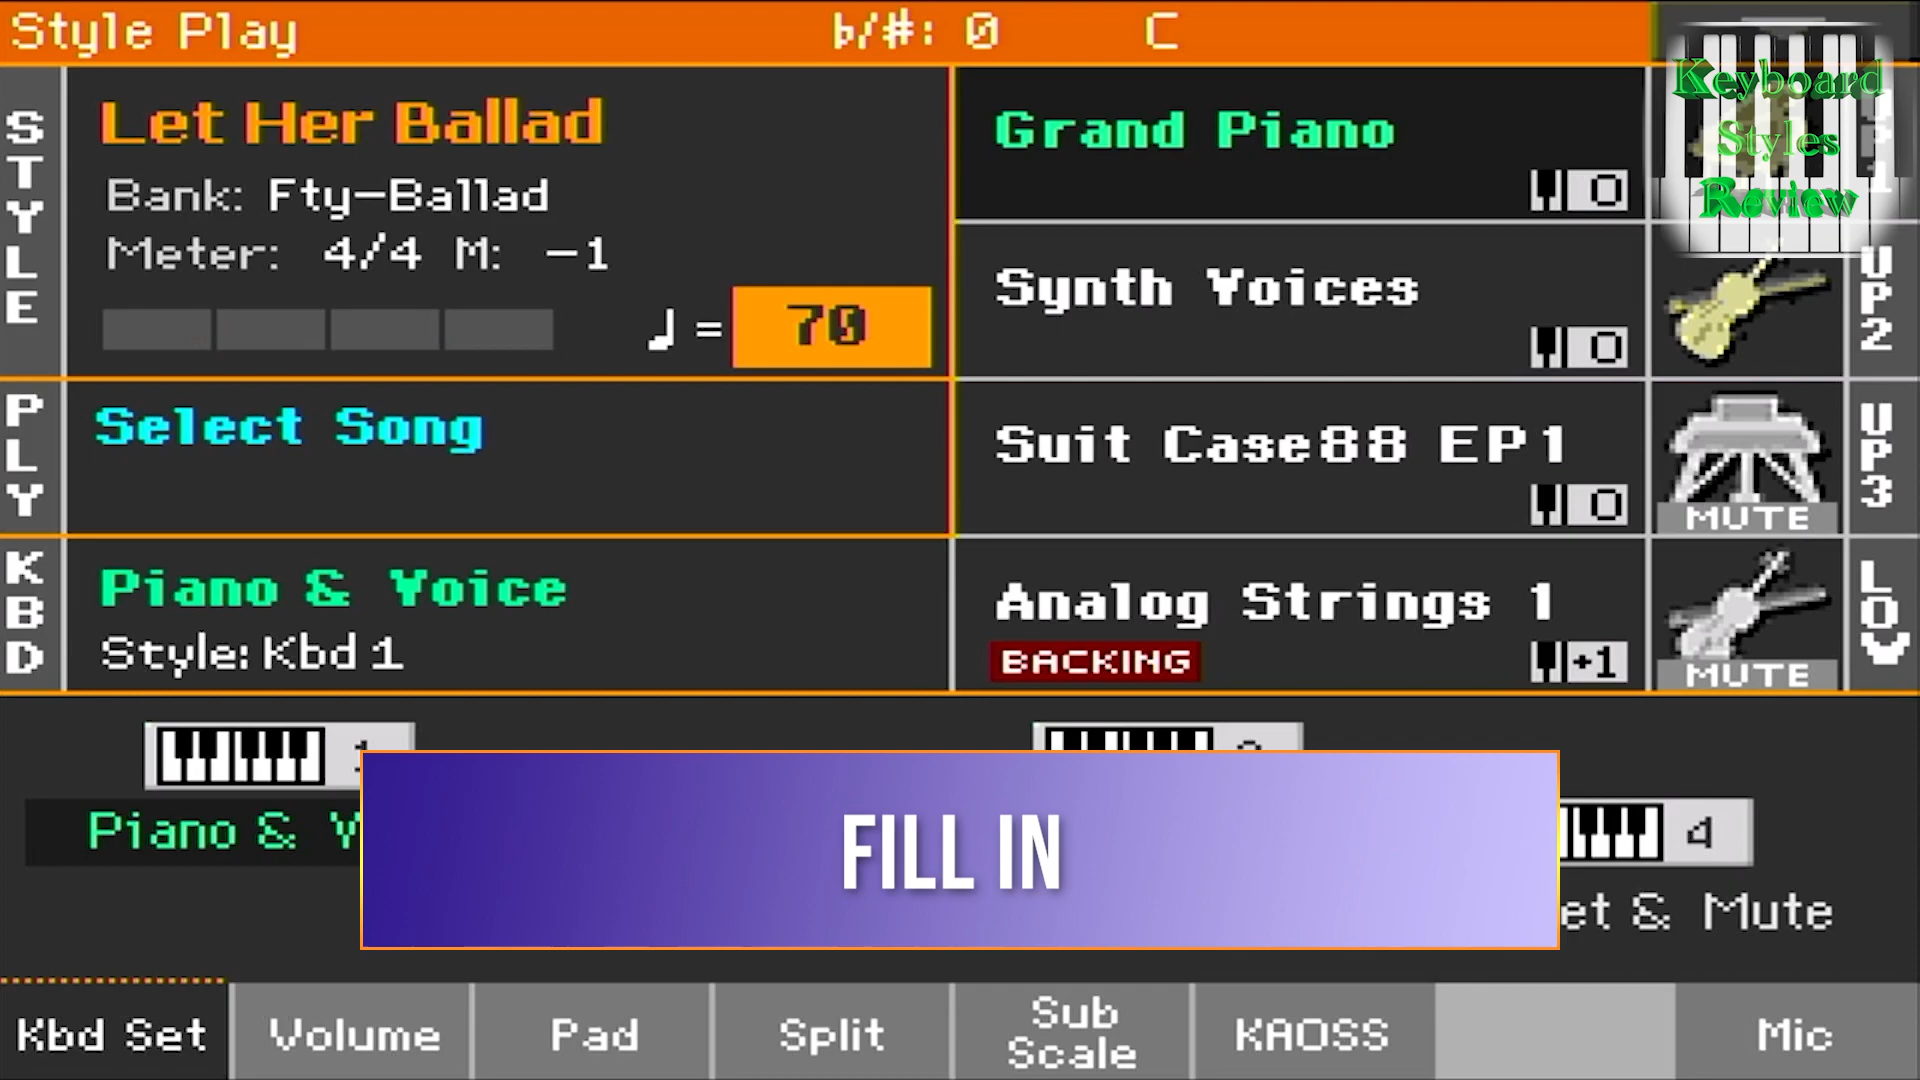 Style Play b/#: 0 C
Keyboard
Styles
Review
STYLE
Let Her Ballad
Bank: Fty-Ballad
Meter: 4/4 M: -1
♩ = 70
Grand Piano
0
Synth Voices
0
UP2
PLY
Select Song
Suit Case88 EP1
0
MUTE
UP3
KBD
Piano & Voice
Style: Kbd 1
Analog Strings 1
BACKING
+1
MUTE
LOW
Piano & V
FILL IN
4
et & Mute
Kbd Set
Volume
Pad
Split
Sub
Scale
KAOSS
Mic